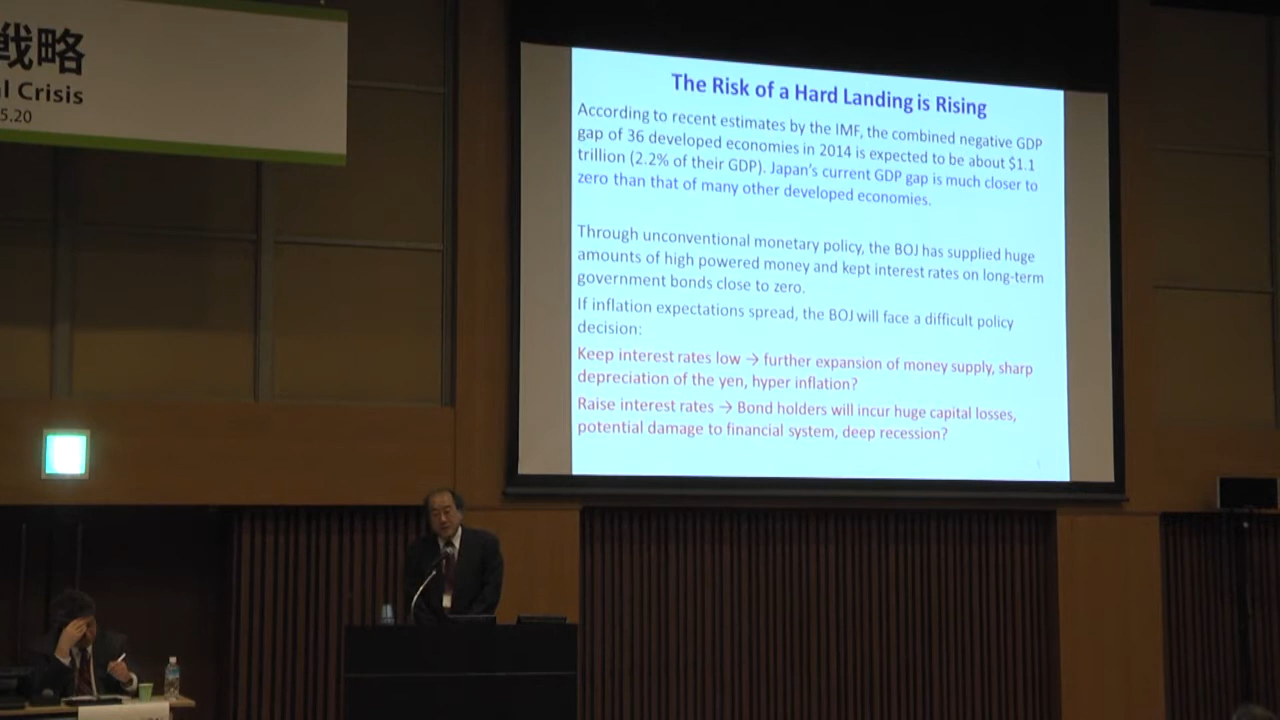 戦略
l Crisis
5.20
The Risk of a Hard Landing is Rising
According to recent estimates by the IMF, the combined negative GDP
gap of 36 developed economies in 2014 is expected to be about $1.1
trillion (2.2% of their GDP). Japan's current GDP gap is much closer to
zero than that of many other developed economies.
Through unconventional monetary policy, the BOJ has supplied huge
amounts of high powered money and kept interest rates on long-term
government bonds close to zero.
If inflation expectations spread, the BOJ will face a difficult policy
decision:
Keep interest rates low → further expansion of money supply, sharp
depreciation of the yen, hyper inflation?
Raise interest rates → Bond holders will incur huge capital losses,
potential damage to financial system, deep recession?